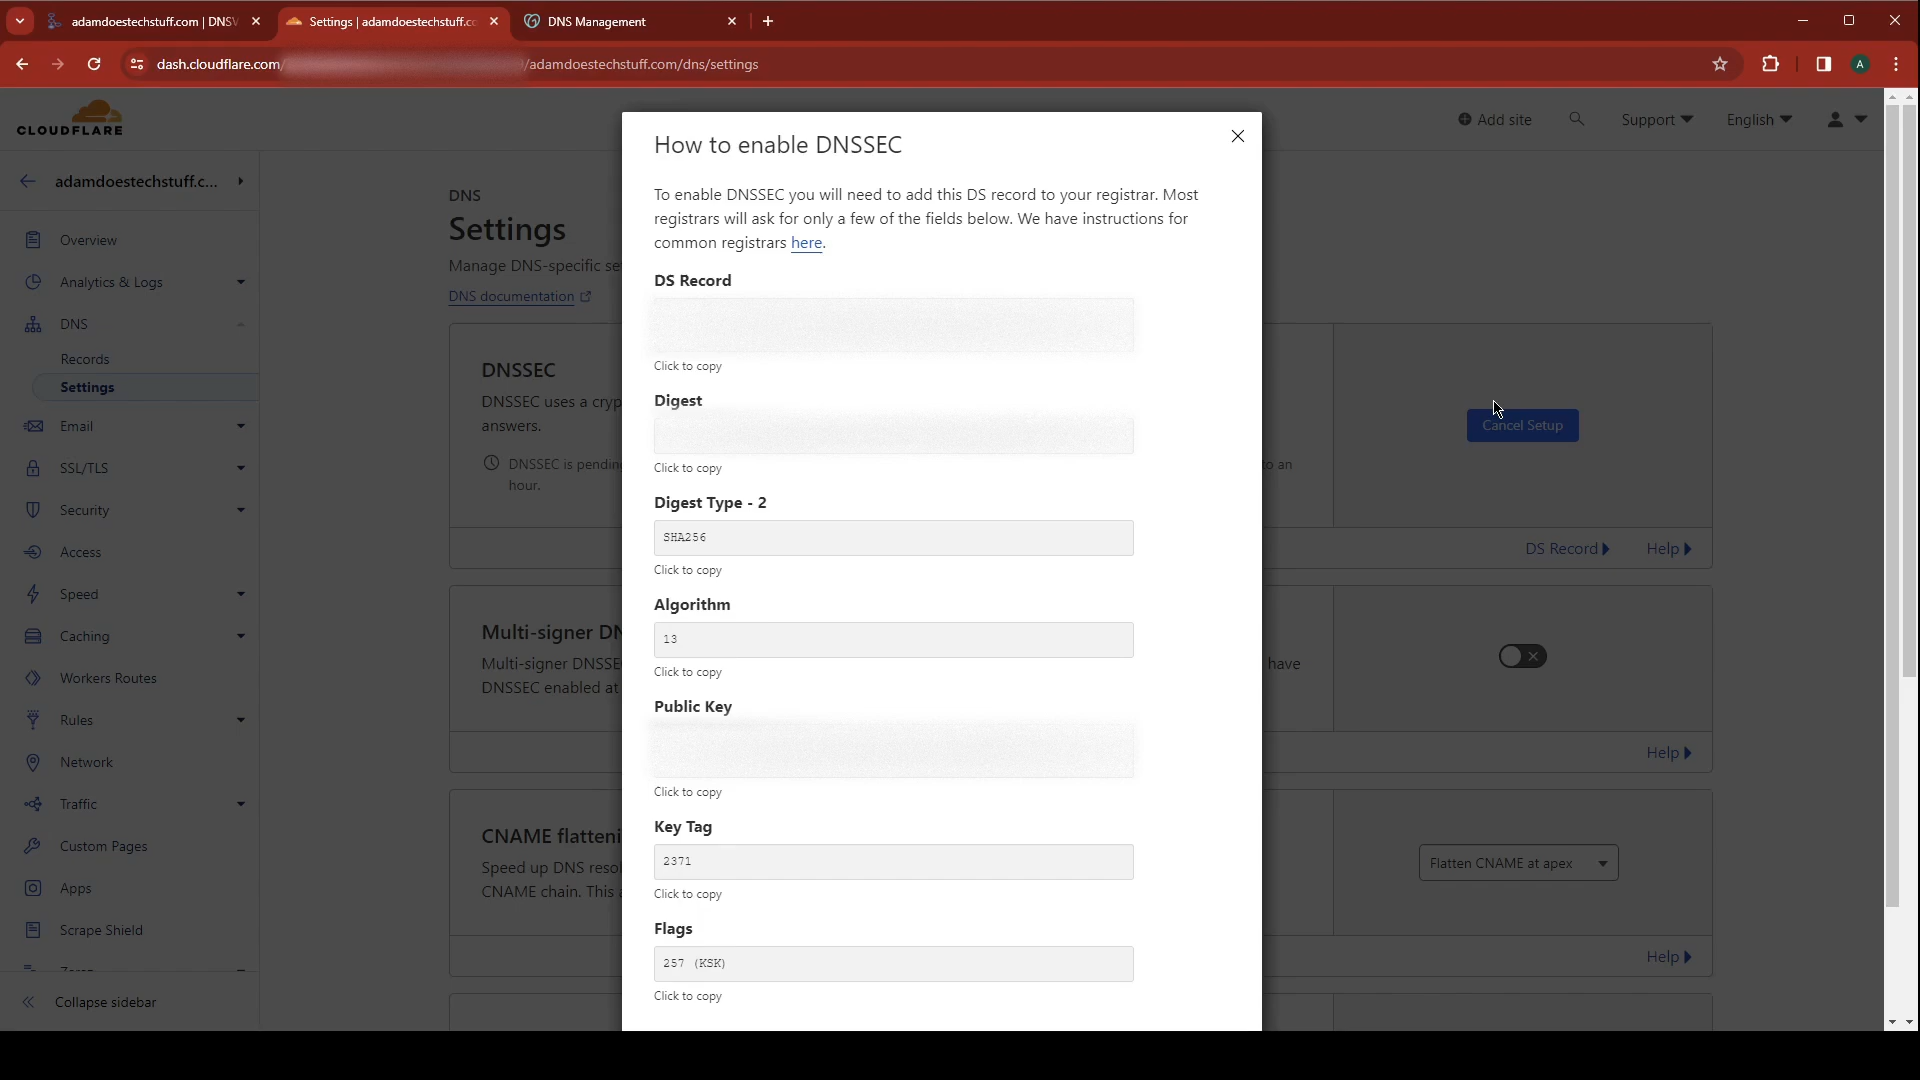 adamdoestechstuff.com | DNSV
Settings | adamdoestechstuff.co
DNS Management
dash.cloudflare.com/
/adamdoestechstuff.com/dns/settings
A
CLOUDFLARE
Add site
Support
English
adamdoestechstuff.c...
Overview
Analytics & Logs
DNS
Records
Settings
Email
SSL/TLS
Security
Access
Speed
Caching
Workers Routes
Rules
Network
Traffic
Custom Pages
Apps
Scrape Shield
Collapse sidebar
DNS
Settings
Manage DNS-specific se
DNS documentation
DNSSEC
DNSSEC uses a cryp
answers.
DNSSEC is pendin
to an
hour.
Cancel Setup
DS Record
Help
Multi-signer DN
Multi-signer DNSSE
have
DNSSEC enabled at
Help
CNAME flatteni
Speed up DNS resol
CNAME chain. This a
Flatten CNAME at apex
Help
How to enable DNSSEC
To enable DNSSEC you will need to add this DS record to your registrar. Most
registrars will ask for only a few of the fields below. We have instructions for
common registrars here.
DS Record
Click to copy
Digest
Click to copy
Digest Type - 2
SHA256
Click to copy
Algorithm
13
Click to copy
Public Key
Click to copy
Key Tag
2371
Click to copy
Flags
257 (KSK)
Click to copy